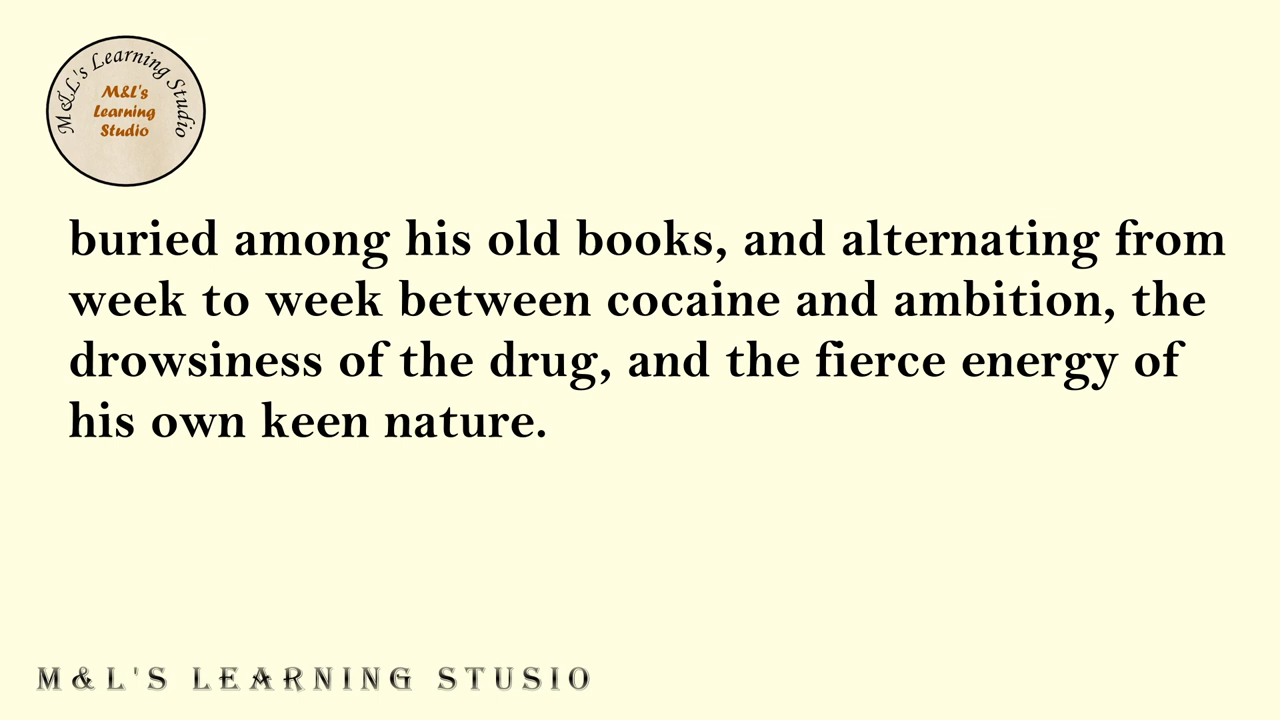 M&L's Learning Studio
M&L's
Learning
Studio
buried among his old books, and alternating from
week to week between cocaine and ambition, the
drowsiness of the drug, and the fierce energy of
his own keen nature.
M&L'S LEARNING STUSIO